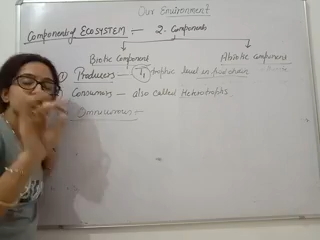 Our Environment
Components of ECOSYSTEM :- 2. Components
Biotic Component
Abiotic component
① Producers — T1 trophic level in food chain
Consumers — also called Heterotrophs
Omnivorous :-